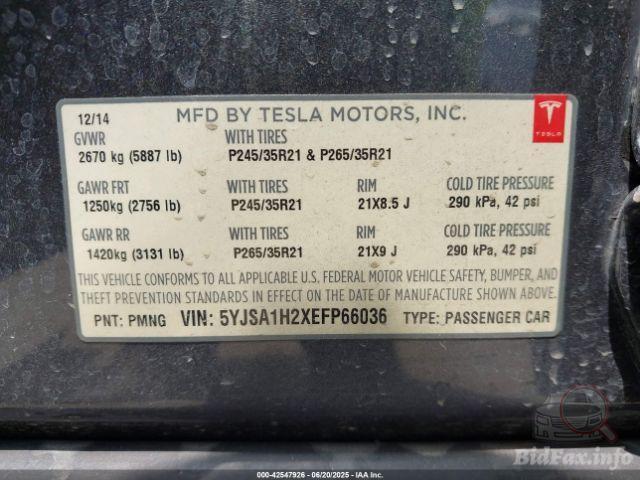 12/14 MFD BY TESLA MOTORS, INC.
TESLA
GVWR WITH TIRES
2670 kg (5887 lb) P245/35R21 & P265/35R21
GAWR FRT WITH TIRES RIM COLD TIRE PRESSURE
1250kg (2756 lb) P245/35R21 21X8.5 J 290 kPa, 42 psi
GAWR RR WITH TIRES RIM COLD TIRE PRESSURE
1420kg (3131 lb) P265/35R21 21X9 J 290 kPa, 42 psi
THIS VEHICLE CONFORMS TO ALL APPLICABLE U.S. FEDERAL MOTOR VEHICLE SAFETY, BUMPER, AND
THEFT PREVENTION STANDARDS IN EFFECT ON THE DATE OF MANUFACTURE SHOWN ABOVE.
PNT: PMNG VIN: 5YJSA1H2XEFP66036 TYPE: PASSENGER CAR
BidFax.info
000-42547926 - 06/20/2025 - IAA Inc.